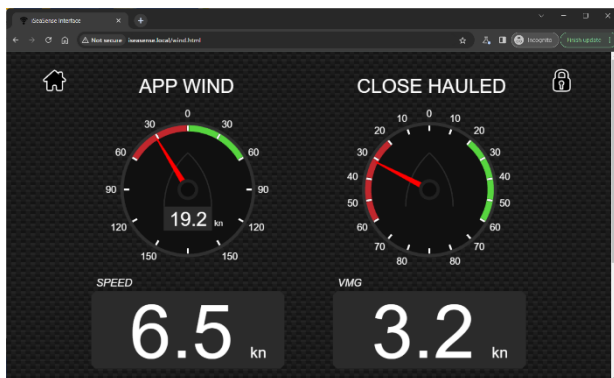 iSeaSense Interface
Not secure iseasense.local/wind.html
Incognito
Finish update
APP WIND
CLOSE HAULED
0
30 30
60 60
90 90
120 120
150 150
19.2 kn
0
10 10
20 20
30 30
40 40
50 50
60 60
70 70
80 80
SPEED
VMG
6.5 kn
3.2 kn